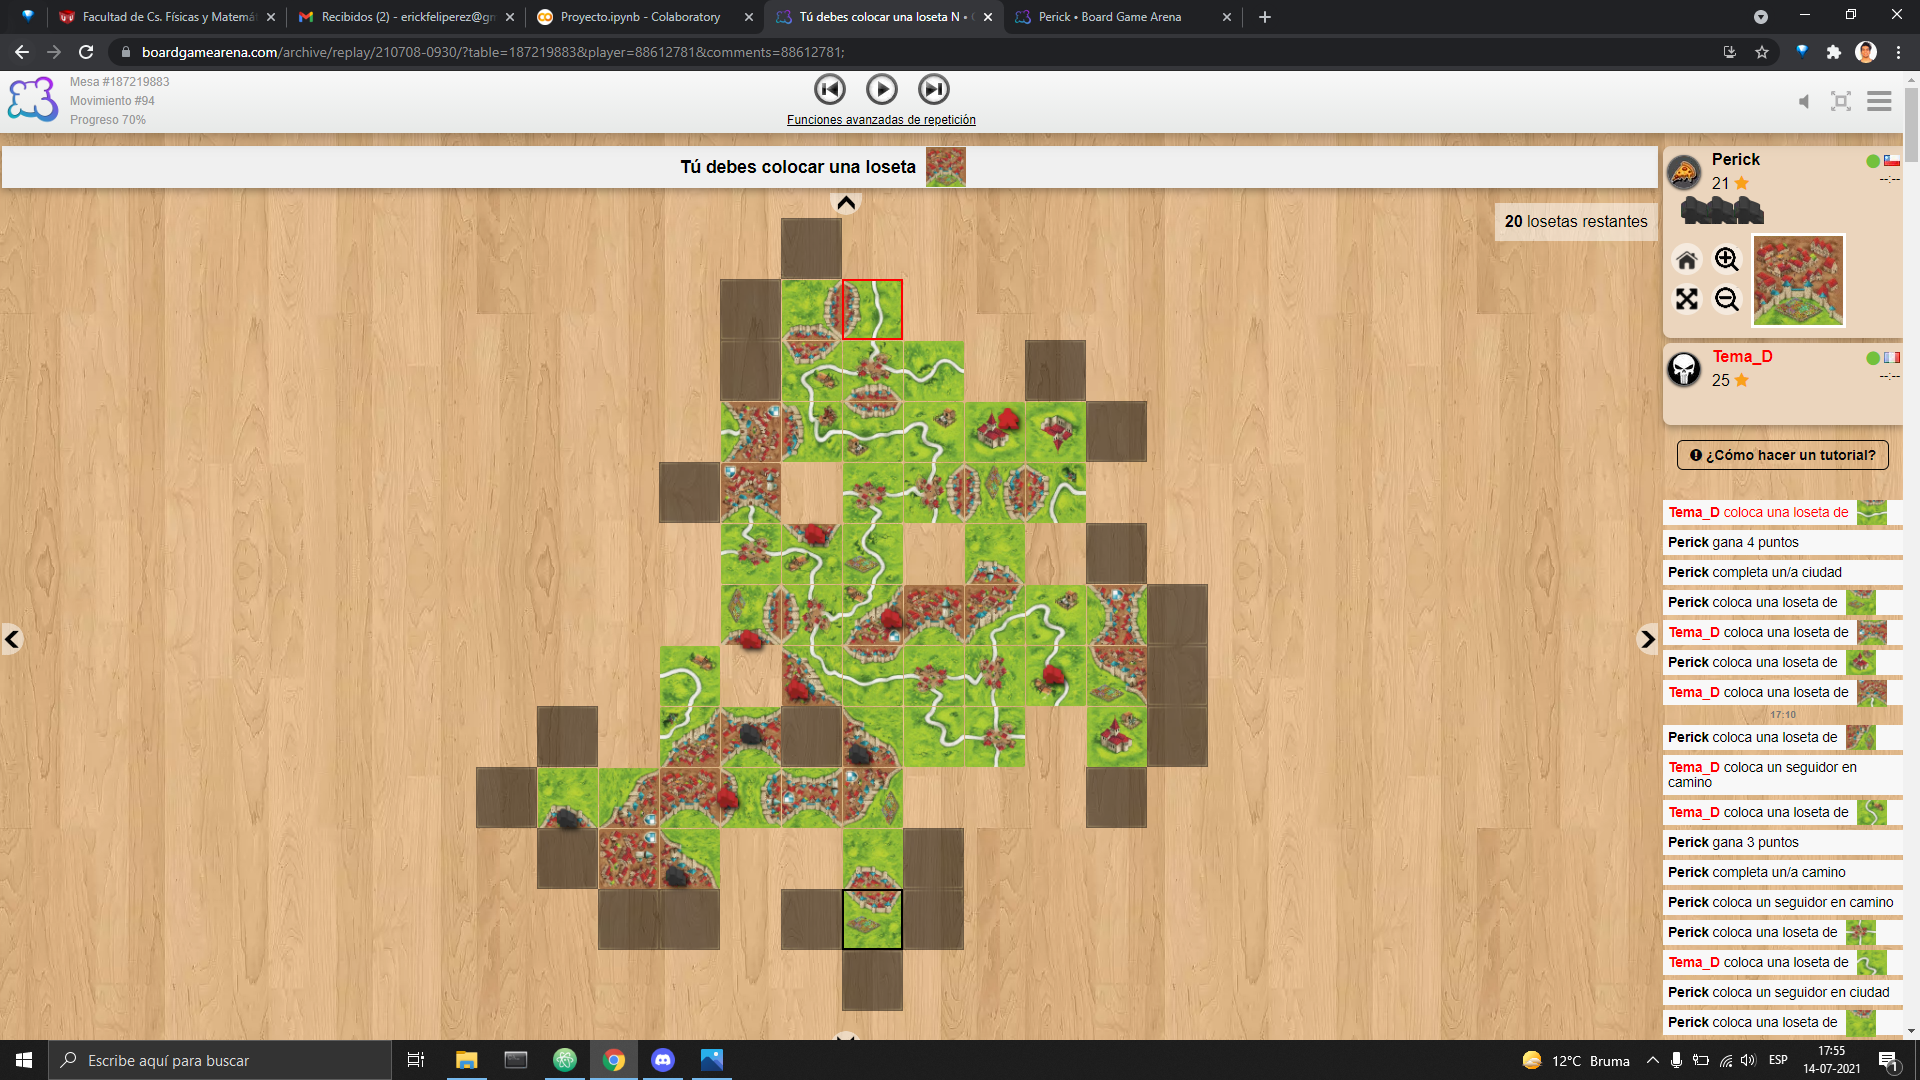 Facultad de Cs. Físicas y Matemá
Recibidos (2) - erickfeliperez@gm
Proyecto.ipynb - Colaboratory
Tú debes colocar una loseta N •
Perick • Board Game Arena
boardgamearena.com/archive/replay/210708-0930/?table=187219883&player=88612781&comments=88612781;
Mesa #187219883
Movimiento #94
Progreso 70%
Funciones avanzadas de repetición
Tú debes colocar una loseta
20 losetas restantes
Perick
21
--:--
Tema_D
25
--:--
¿Cómo hacer un tutorial?
Tema_D coloca una loseta de
Perick gana 4 puntos
Perick completa un/a ciudad
Perick coloca una loseta de
Tema_D coloca una loseta de
Perick coloca una loseta de
Tema_D coloca una loseta de
17:10
Perick coloca una loseta de
Tema_D coloca un seguidor en
camino
Tema_D coloca una loseta de
Perick gana 3 puntos
Perick completa un/a camino
Perick coloca un seguidor en camino
Perick coloca una loseta de
Tema_D coloca una loseta de
Perick coloca un seguidor en ciudad
Perick coloca una loseta de
Escribe aquí para buscar
12°C Bruma
ESP
17:55
14-07-2021
1